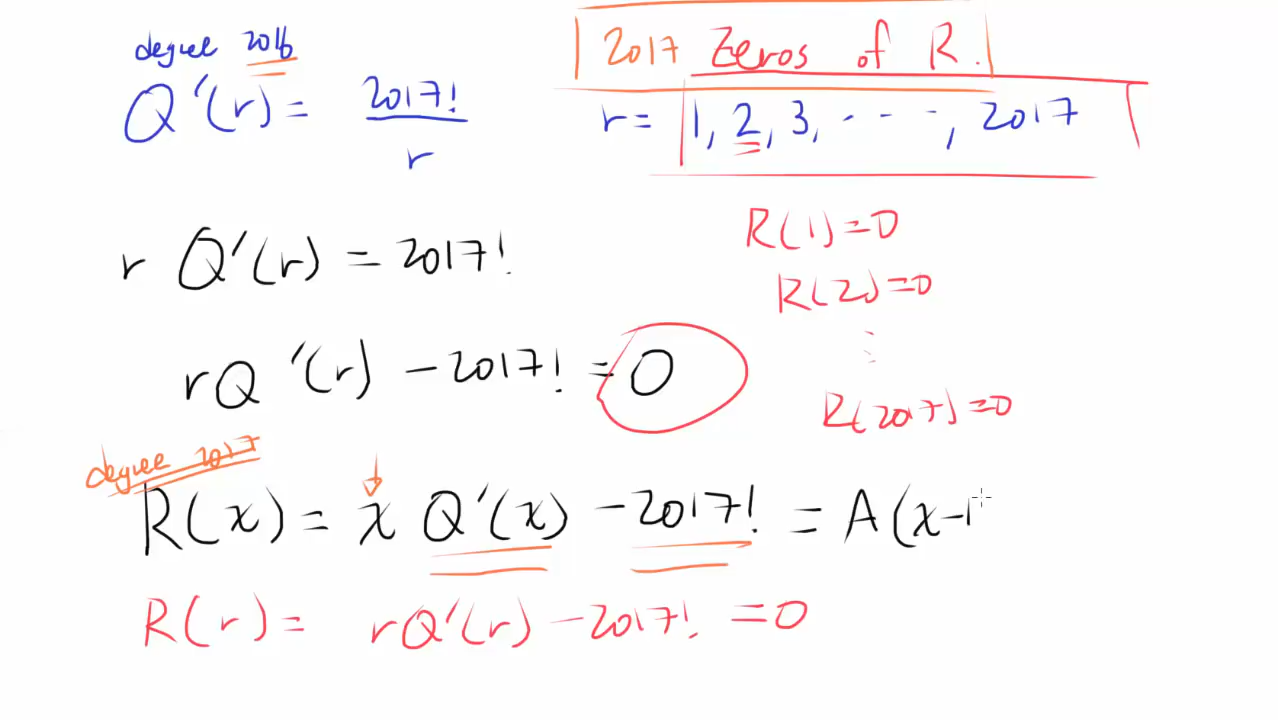 degree 2016
2017 Zeros of R.
Q'(r) = 2017!/r
r = 1, 2, 3, ....., 2017
R(1)=0
r Q'(r) = 2017!
R(2)=0
⋮
rQ'(r) - 2017! = 0
R(2017)=0
degree 2017
R(x) = x Q'(x) - 2017! = A(x-1
R(r) = rQ'(r) - 2017! = 0